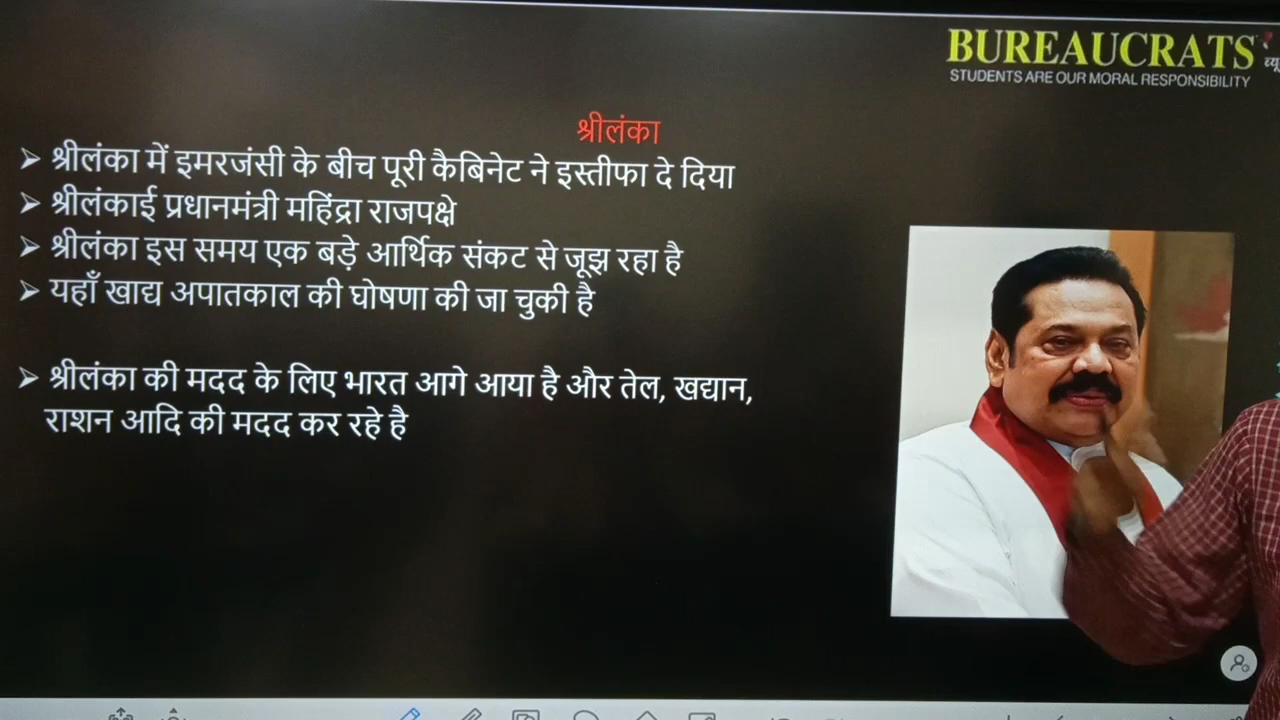 BUREAUCRATS
STUDENTS ARE OUR MORAL RESPONSIBILITY
श्रीलंका
➤ श्रीलंका में इमरजंसी के बीच पूरी कैबिनेट ने इस्तीफा दे दिया
➤ श्रीलंकाई प्रधानमंत्री महिंद्रा राजपक्षे
➤ श्रीलंका इस समय एक बड़े आर्थिक संकट से जूझ रहा है
➤ यहाँ खाद्य अपातकाल की घोषणा की जा चुकी है
➤ श्रीलंका की मदद के लिए भारत आगे आया है और तेल, खद्यान,
राशन आदि की मदद कर रहे है